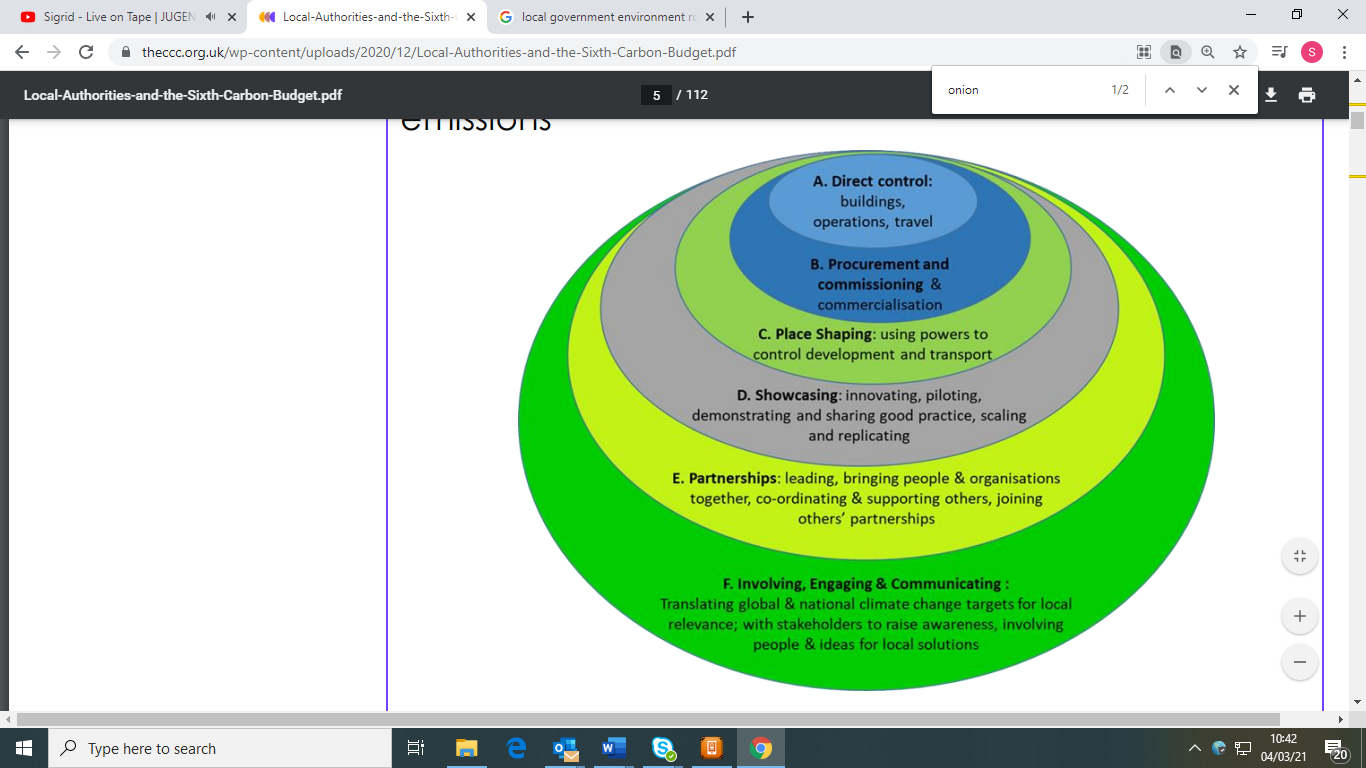 Sigrid - Live on Tape | JUGEN
Local-Authorities-and-the-Sixth-C
local government environment ro
theccc.org.uk/wp-content/uploads/2020/12/Local-Authorities-and-the-Sixth-Carbon-Budget.pdf
S
onion 1/2
Local-Authorities-and-the-Sixth-Carbon-Budget.pdf
5 / 112
emissions
A. Direct control:
buildings,
operations, travel
B. Procurement and
commissioning &
commercialisation
C. Place Shaping: using powers to
control development and transport
D. Showcasing: innovating, piloting,
demonstrating and sharing good practice, scaling
and replicating
E. Partnerships: leading, bringing people & organisations
together, co-ordinating & supporting others, joining
others’ partnerships
F. Involving, Engaging & Communicating :
Translating global & national climate change targets for local
relevance; with stakeholders to raise awareness, involving
people & ideas for local solutions
Type here to search
10:42
04/03/21
20